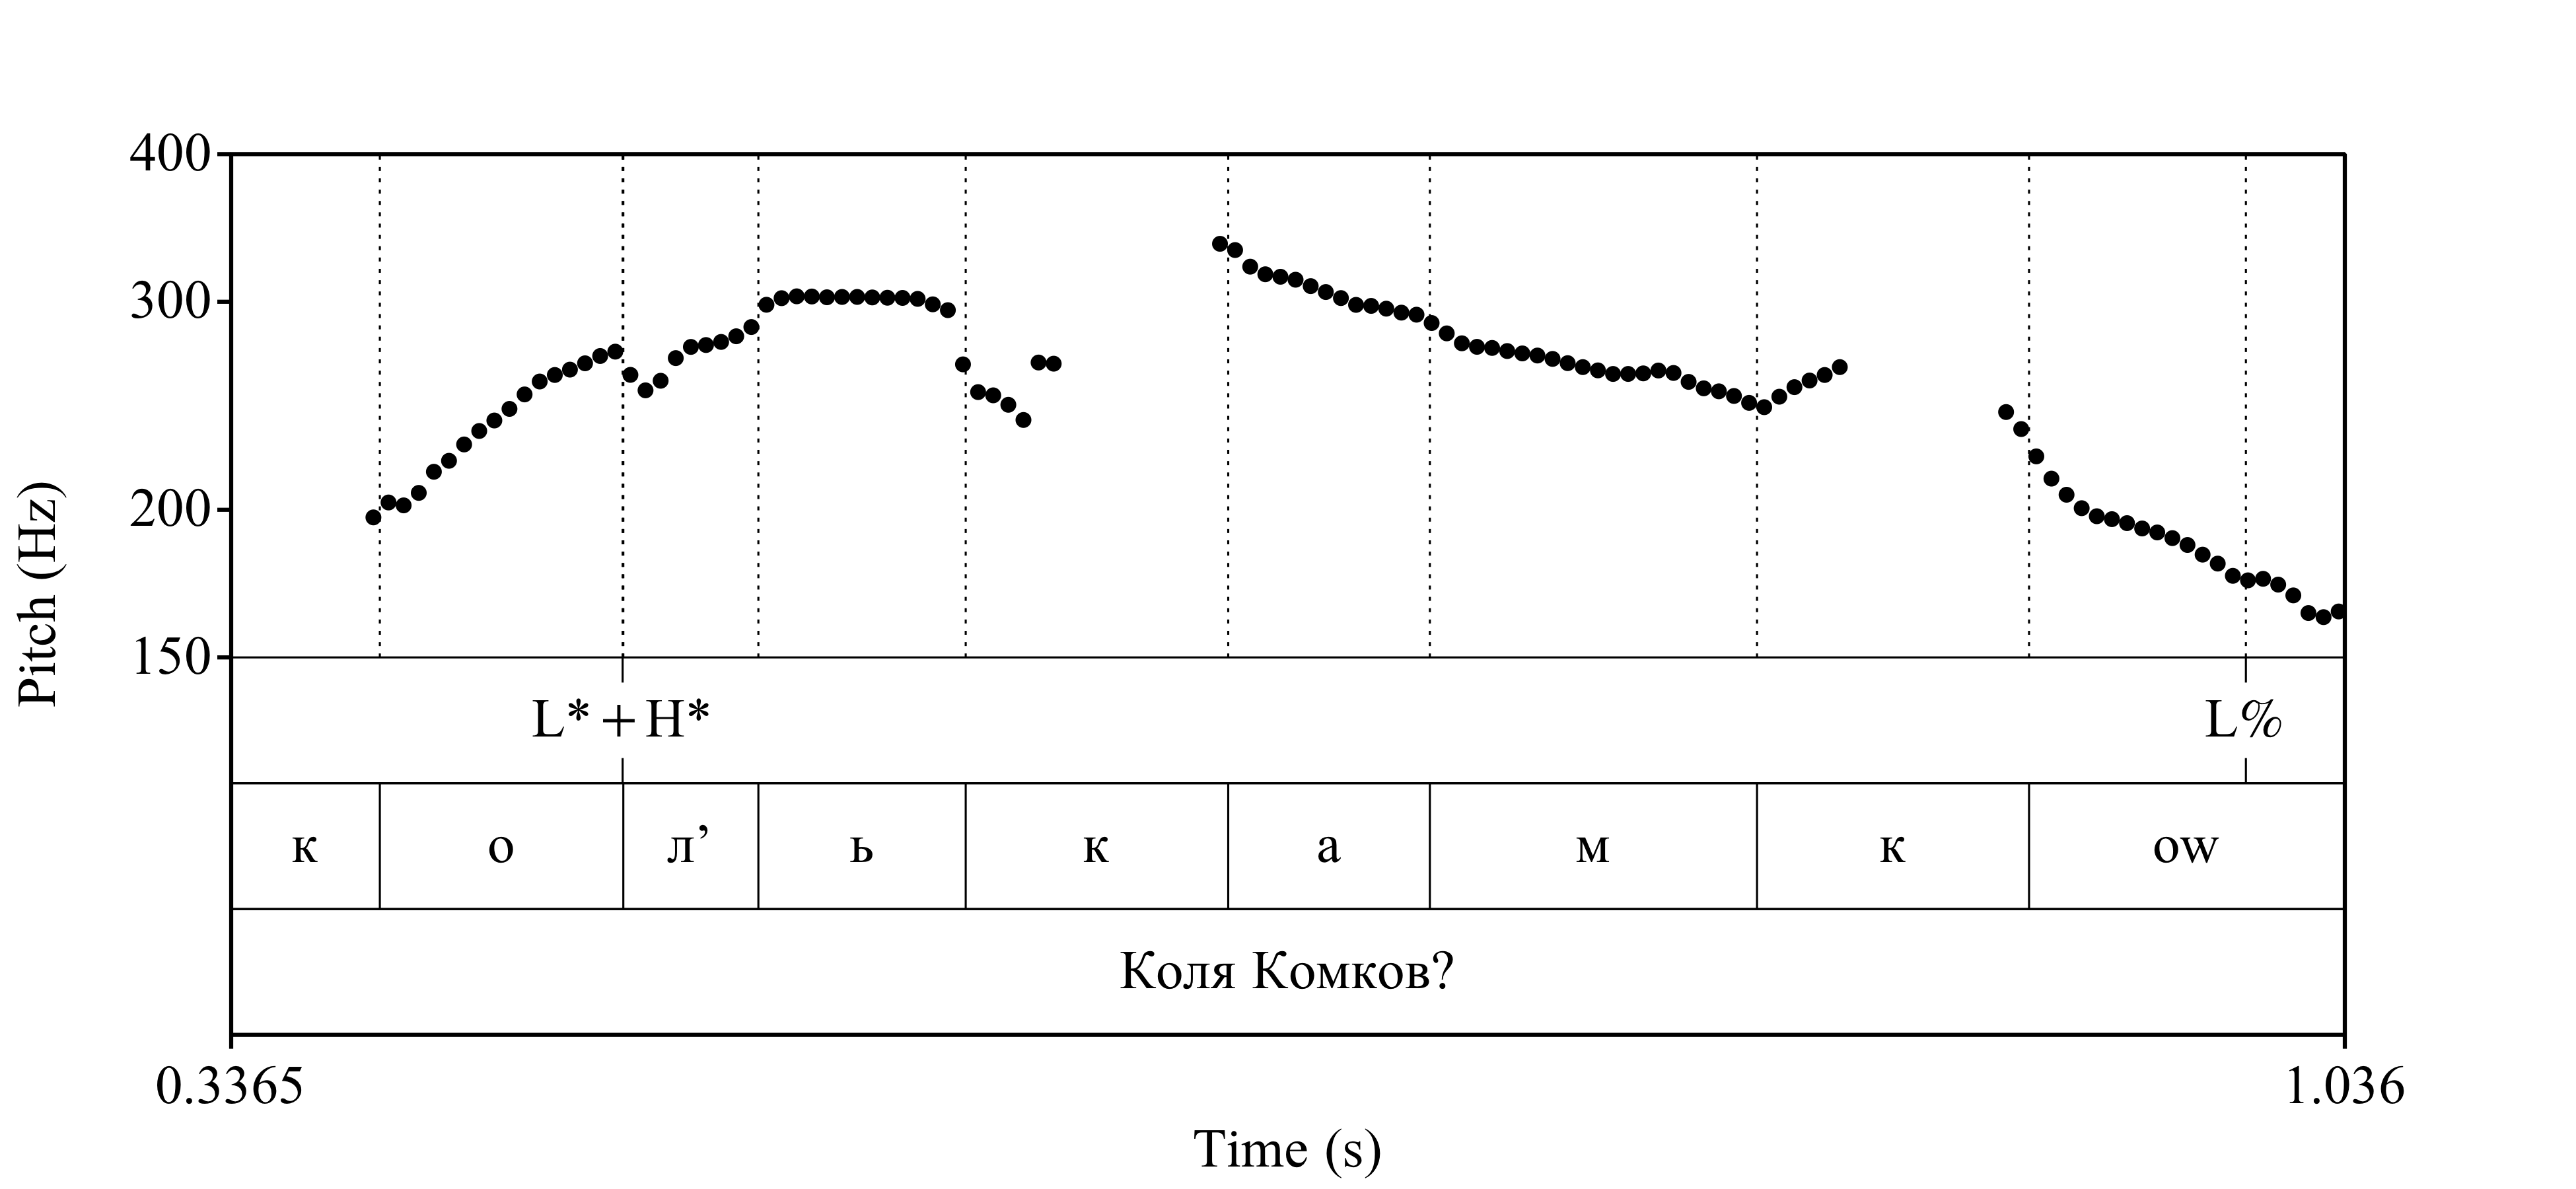 400
300
200
150
Pitch (Hz)
L*+H* L%
к о л’ ь к а м к ow
Коля Комков?
0.3365 1.036
Time (s)